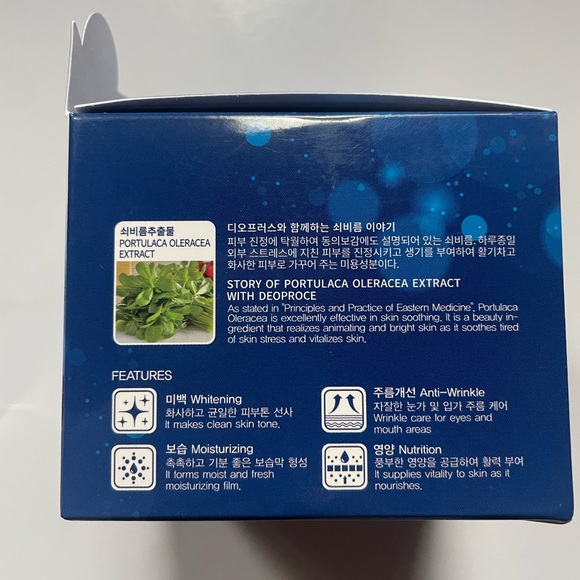 쇠비름추출물
PORTULACA OLERACEA
EXTRACT
디오프러스와 함께하는 쇠비름 이야기
피부 진정에 탁월하여 동의보감에도 설명되어 있는 쇠비름. 하루종일
외부 스트레스에 지친 피부를 진정시키고 생기를 부여하여 활기차고
화사한 피부로 가꾸어 주는 미용성분이다.
STORY OF PORTULACA OLERACEA EXTRACT
WITH DEOPROCE
As stated in "Principles and Practice of Eastern Medicine", Portulaca
Oleracea is excellently effective in skin soothing. It is a beauty in-
gredient that realizes animating and bright skin as it soothes tired
of skin stress and vitalizes skin.
FEATURES
미백 Whitening
화사하고 균일한 피부톤 선사
It makes clean skin tone.
주름개선 Anti-Wrinkle
자잘한 눈가 및 입가 주름 케어
Wrinkle care for eyes and
mouth areas
보습 Moisturizing
촉촉하고 기분 좋은 보습막 형성
It forms moist and fresh
moisturizing film.
영양 Nutrition
풍부한 영양을 공급하여 활력 부여
It supplies vitality to skin as it
nourishes.